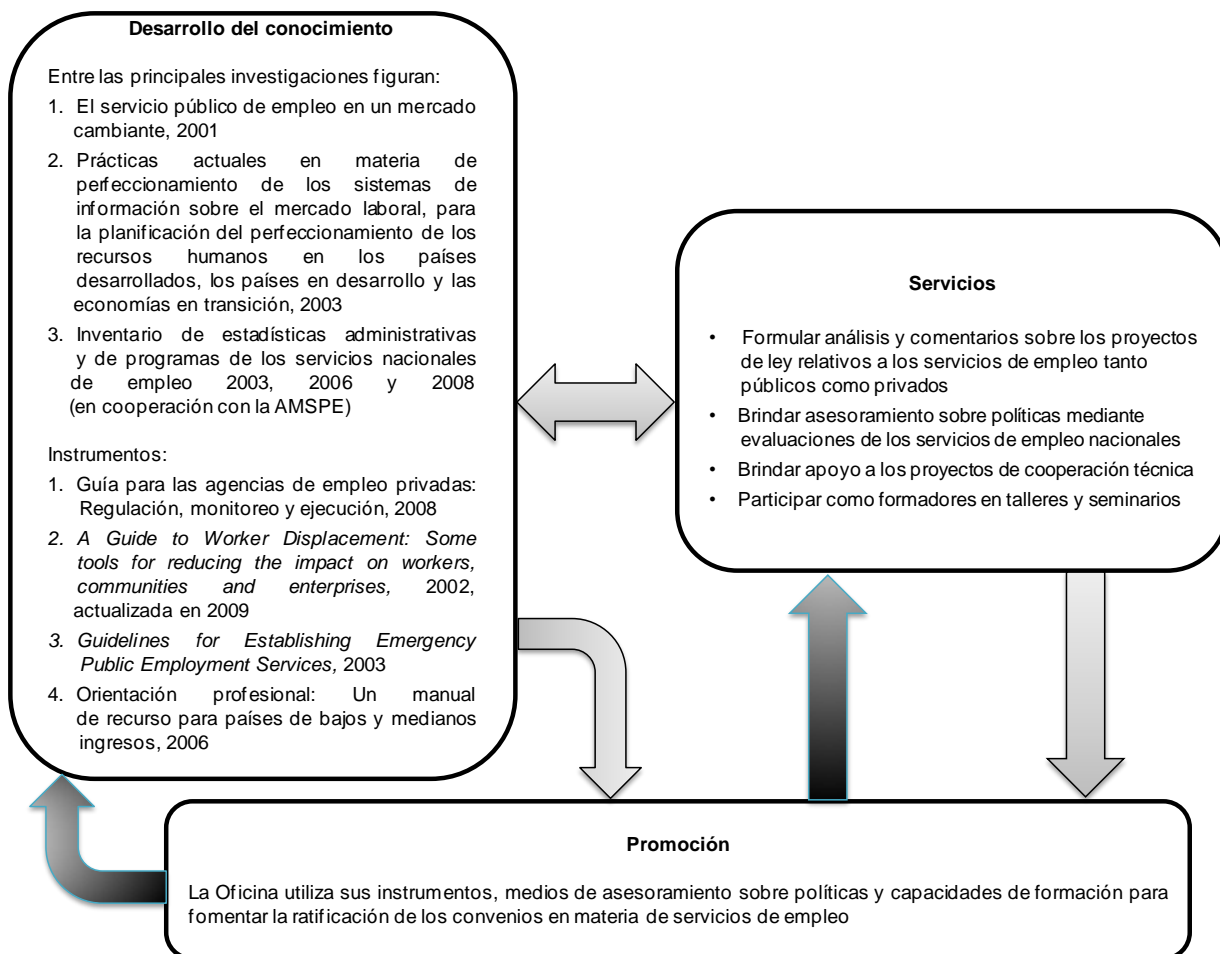 Desarrollo del conocimiento
Entre las principales investigaciones figuran:
1. El servicio público de empleo en un mercado
cambiante, 2001
2. Prácticas actuales en materia de
perfeccionamiento de los sistemas de
información sobre el mercado laboral, para
la planificación del perfeccionamiento de los
recursos humanos en los países
desarrollados, los países en desarrollo y las
economías en transición, 2003
3. Inventario de estadísticas administrativas
y de programas de los servicios nacionales
de empleo 2003, 2006 y 2008
(en cooperación con la AMSPE)
Instrumentos:
1. Guía para las agencias de empleo privadas:
Regulación, monitoreo y ejecución, 2008
2. A Guide to Worker Displacement: Some
tools for reducing the impact on workers,
communities and enterprises, 2002,
actualizada en 2009
3. Guidelines for Establishing Emergency
Public Employment Services, 2003
4. Orientación profesional: Un manual
de recurso para países de bajos y medianos
ingresos, 2006
Servicios
• Formular análisis y comentarios sobre los proyectos
de ley relativos a los servicios de empleo tanto
públicos como privados
• Brindar asesoramiento sobre políticas mediante
evaluaciones de los servicios de empleo nacionales
• Brindar apoyo a los proyectos de cooperación técnica
• Participar como formadores en talleres y seminarios
Promoción
La Oficina utiliza sus instrumentos, medios de asesoramiento sobre políticas y capacidades de formación para
fomentar la ratificación de los convenios en materia de servicios de empleo